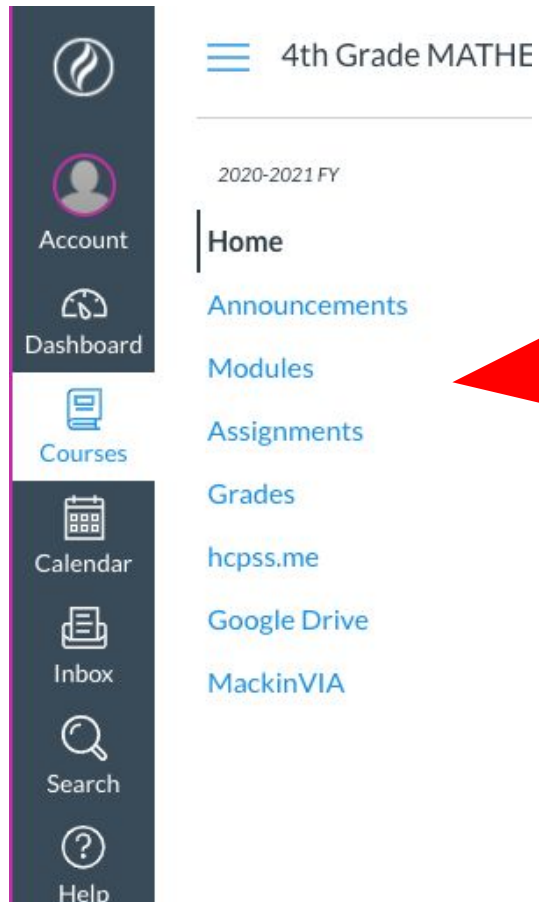 4th Grade MATHE
2020-2021 FY
Home
Announcements
Modules
Assignments
Grades
hcpss.me
Google Drive
MackinVIA
Account
Dashboard
Courses
Calendar
Inbox
Search
Help